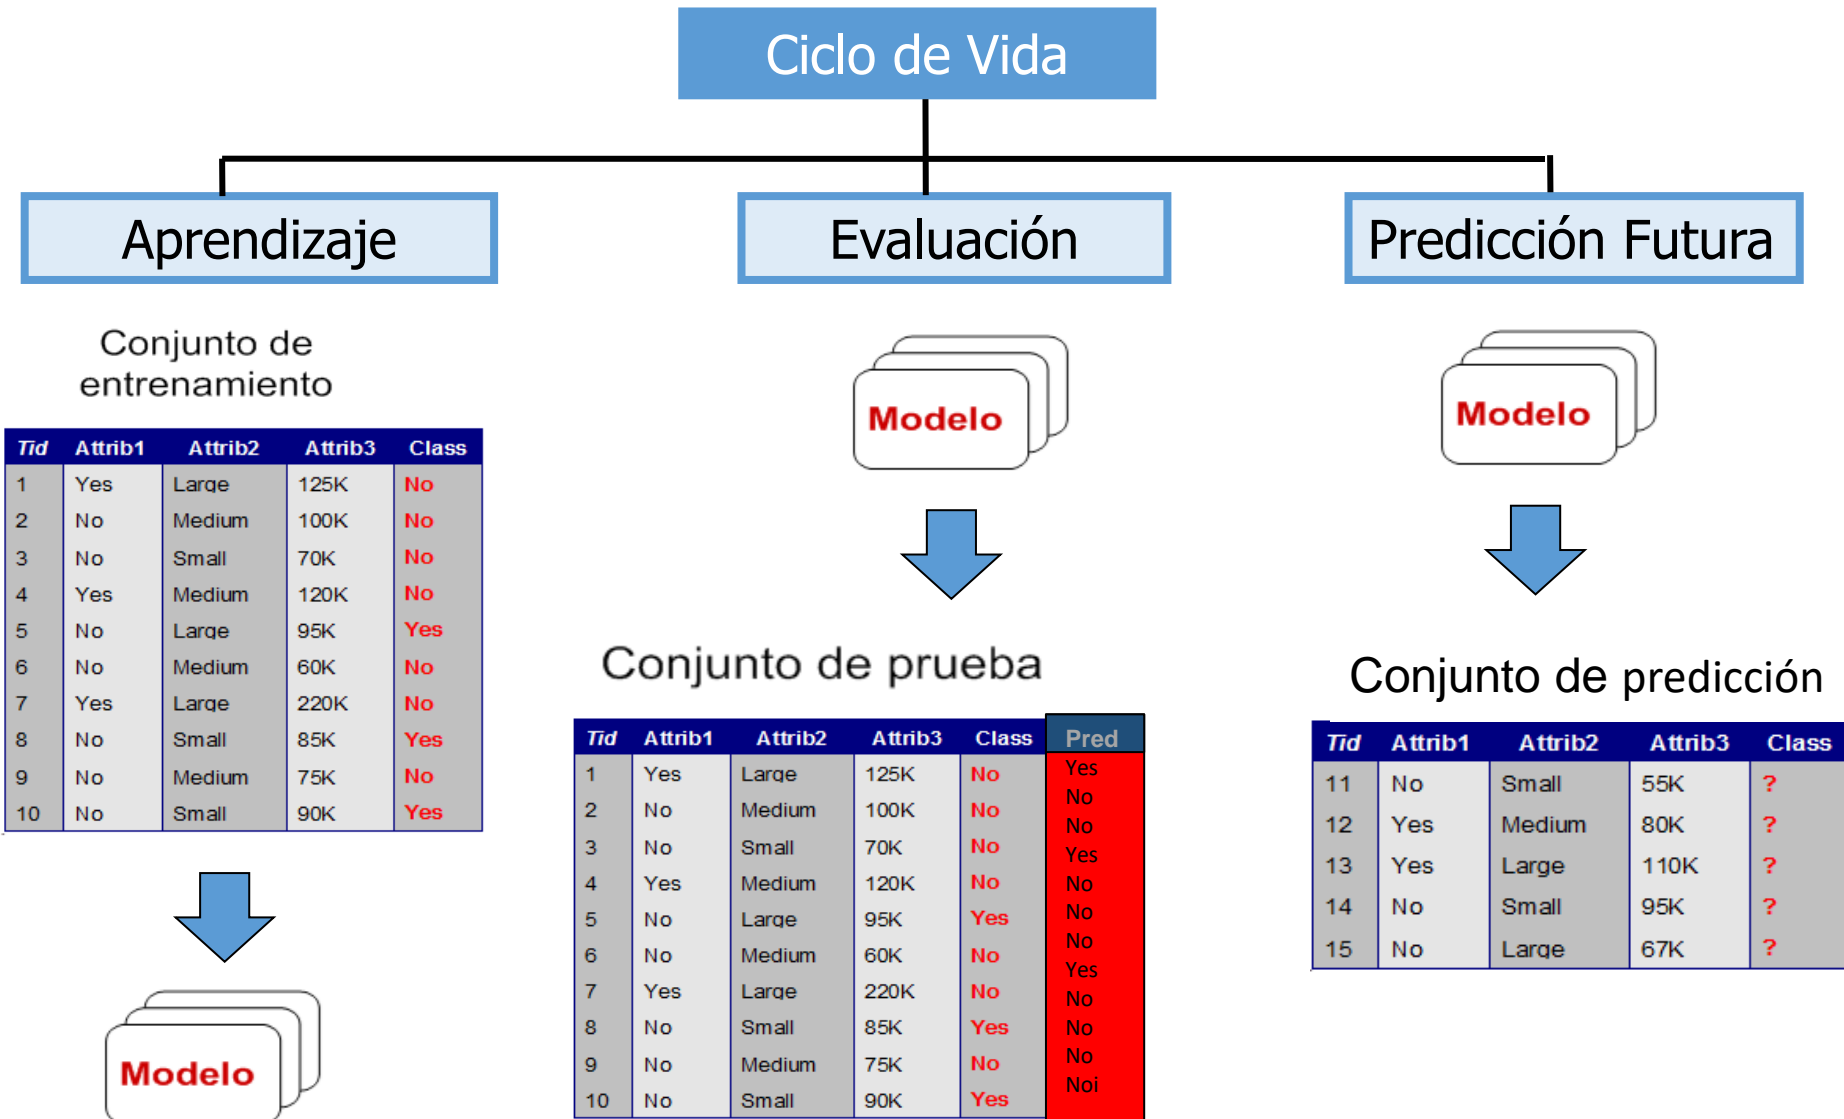 Ciclo de Vida
Aprendizaje
Evaluación
Predicción Futura
Conjunto de
entrenamiento
Tid Attrib1 Attrib2 Attrib3 Class
1 Yes Large 125K No
2 No Medium 100K No
3 No Small 70K No
4 Yes Medium 120K No
5 No Large 95K Yes
6 No Medium 60K No
7 Yes Large 220K No
8 No Small 85K Yes
9 No Medium 75K No
10 No Small 90K Yes
Modelo
Modelo
Conjunto de prueba
Tid Attrib1 Attrib2 Attrib3 Class
1 Yes Large 125K No
2 No Medium 100K No
3 No Small 70K No
4 Yes Medium 120K No
5 No Large 95K Yes
6 No Medium 60K No
7 Yes Large 220K No
8 No Small 85K Yes
9 No Medium 75K No
10 No Small 90K Yes
Pred
Yes
No
No
Yes
No
No
No
Yes
No
No
No
Noi
Modelo
Conjunto de predicción
Tid Attrib1 Attrib2 Attrib3 Class
11 No Small 55K ?
12 Yes Medium 80K ?
13 Yes Large 110K ?
14 No Small 95K ?
15 No Large 67K ?